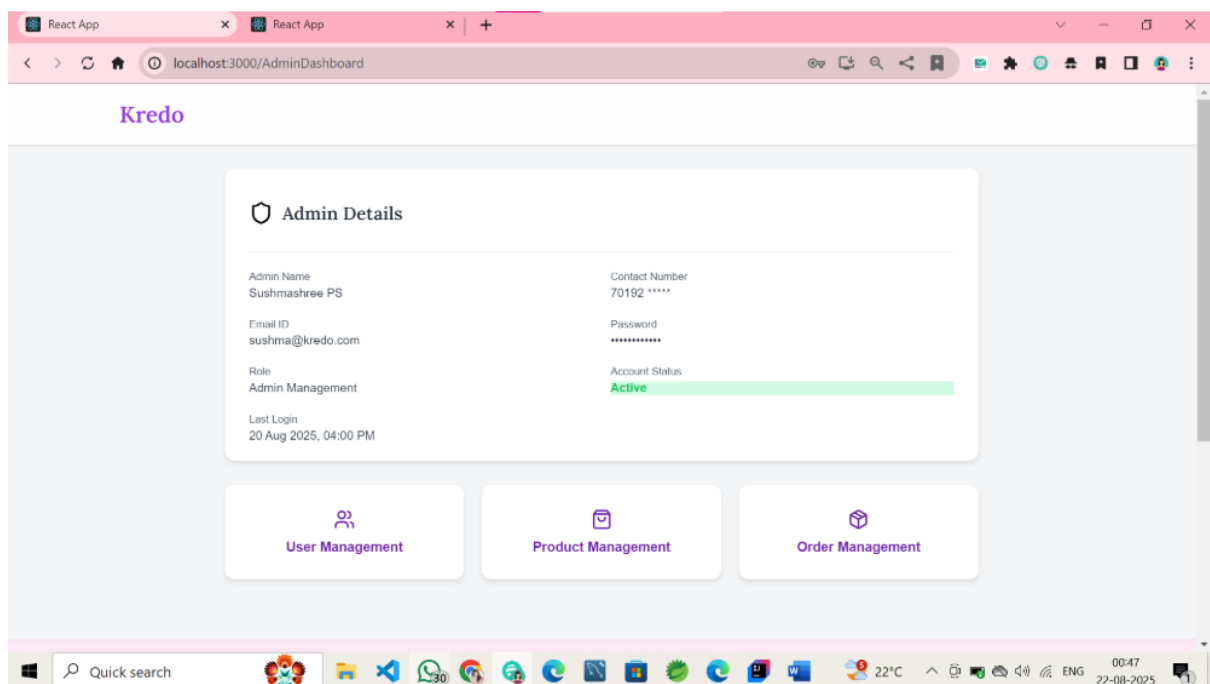 React App
React App
localhost:3000/AdminDashboard
Kredo
Admin Details
Admin Name
Sushmashree PS
Contact Number
70192 *****
Email ID
sushma@kredo.com
Password
••••••••••••
Role
Admin Management
Account Status
Active
Last Login
20 Aug 2025, 04:00 PM
User Management
Product Management
Order Management
Quick search
30
22°C
ENG
00:47
22-08-2025
1